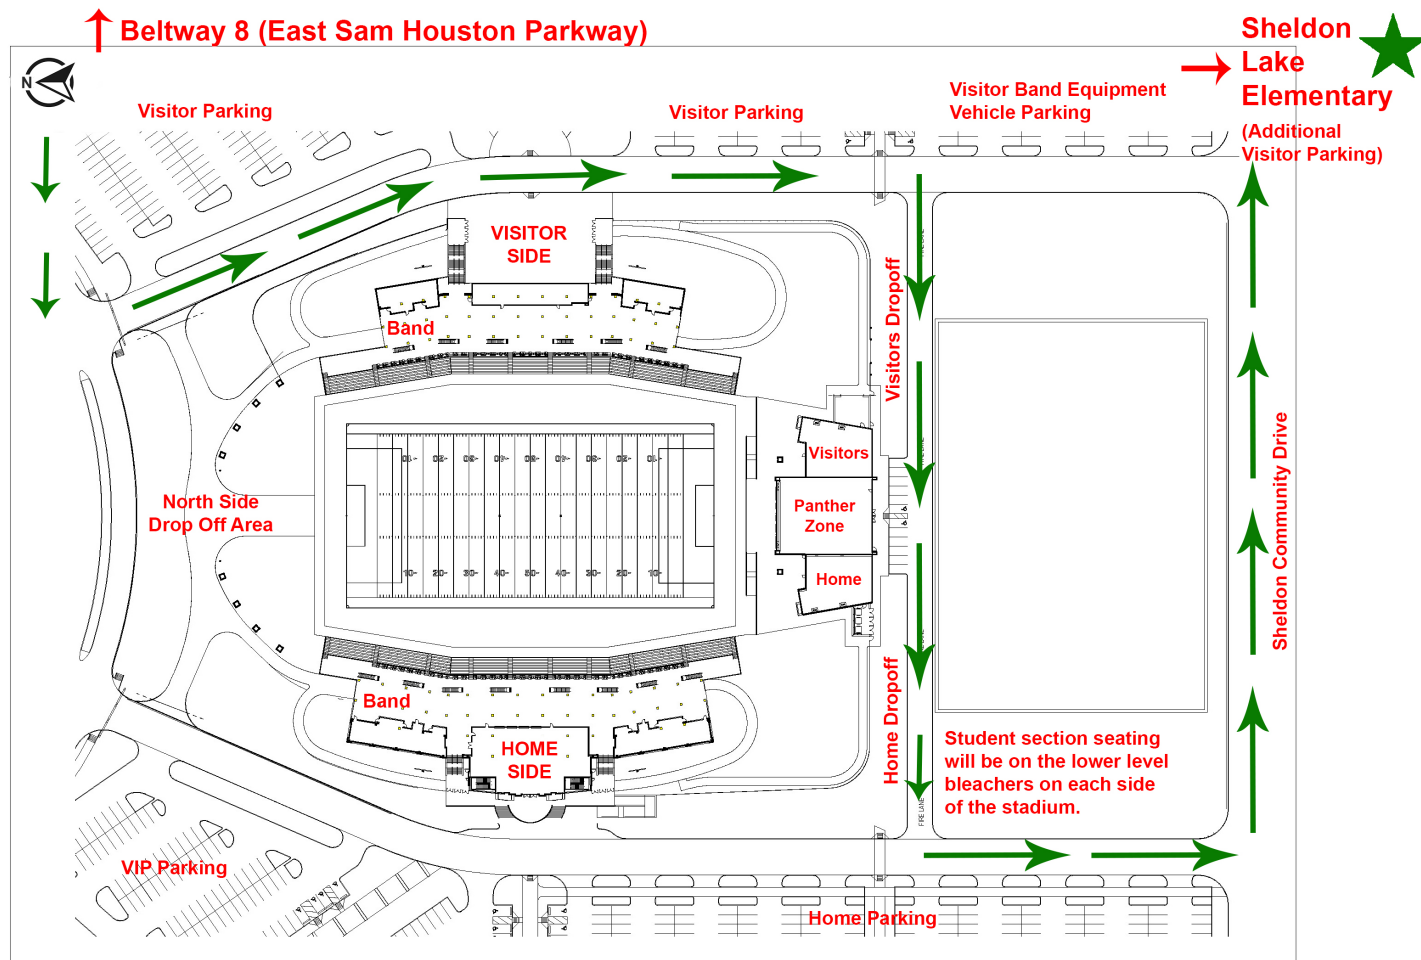 Beltway 8 (East Sam Houston Parkway)
Sheldon
Lake
Elementary
(Additional
Visitor Parking)
N
Visitor Parking
Visitor Parking
Visitor Band Equipment
Vehicle Parking
VISITOR
SIDE
Band
Visitors Dropoff
Visitors
Panther
Zone
Home
North Side
Drop Off Area
10
20
30
40
50
40
30
20
10
Sheldon Community Drive
Home Dropoff
Band
HOME
SIDE
Student section seating
will be on the lower level
bleachers on each side
of the stadium.
FIRE LANE
VIP Parking
Home Parking